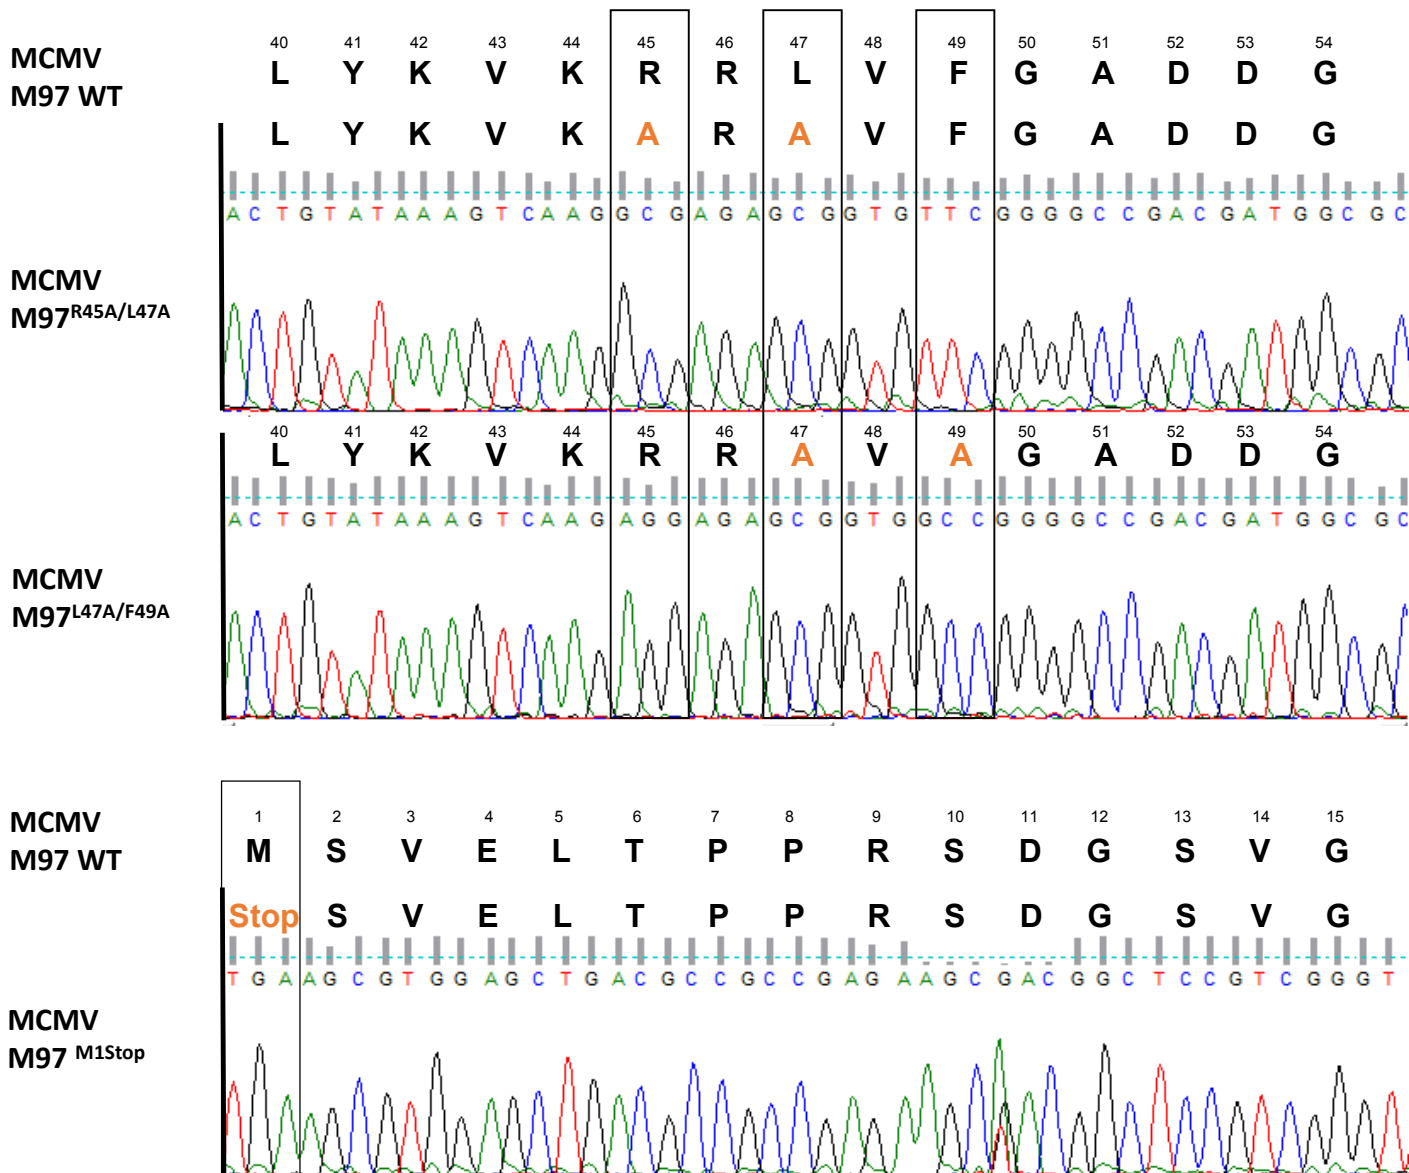 40 41 42 43 44 45 46 47 48 49 50 51 52 53 54
MCMV
M97 WT
L Y K V K R R L V F G A D D G
L Y K V K A R A V F G A D D G
A C T G T A T A A A G T C A A G G C G A G A G C G G T G T T C G G G G C C G A C G A T G G C G C
MCMV
M97R45A/L47A
40 41 42 43 44 45 46 47 48 49 50 51 52 53 54
L Y K V K R R A V A G A D D G
A C T G T A T A A A G T C A A G A G G A G A G C G G T G G C C G G G G C C G A C G A T G G C G C
MCMV
M97L47A/F49A
1 2 3 4 5 6 7 8 9 10 11 12 13 14 15
MCMV
M97 WT
M S V E L T P P R S D G S V G
Stop S V E L T P P R S D G S V G
T G A A G C G T G G A G C T G A C G C C G C C G A G A A G C G A C G G C T C C G T C G G G T
MCMV
M97 M1Stop